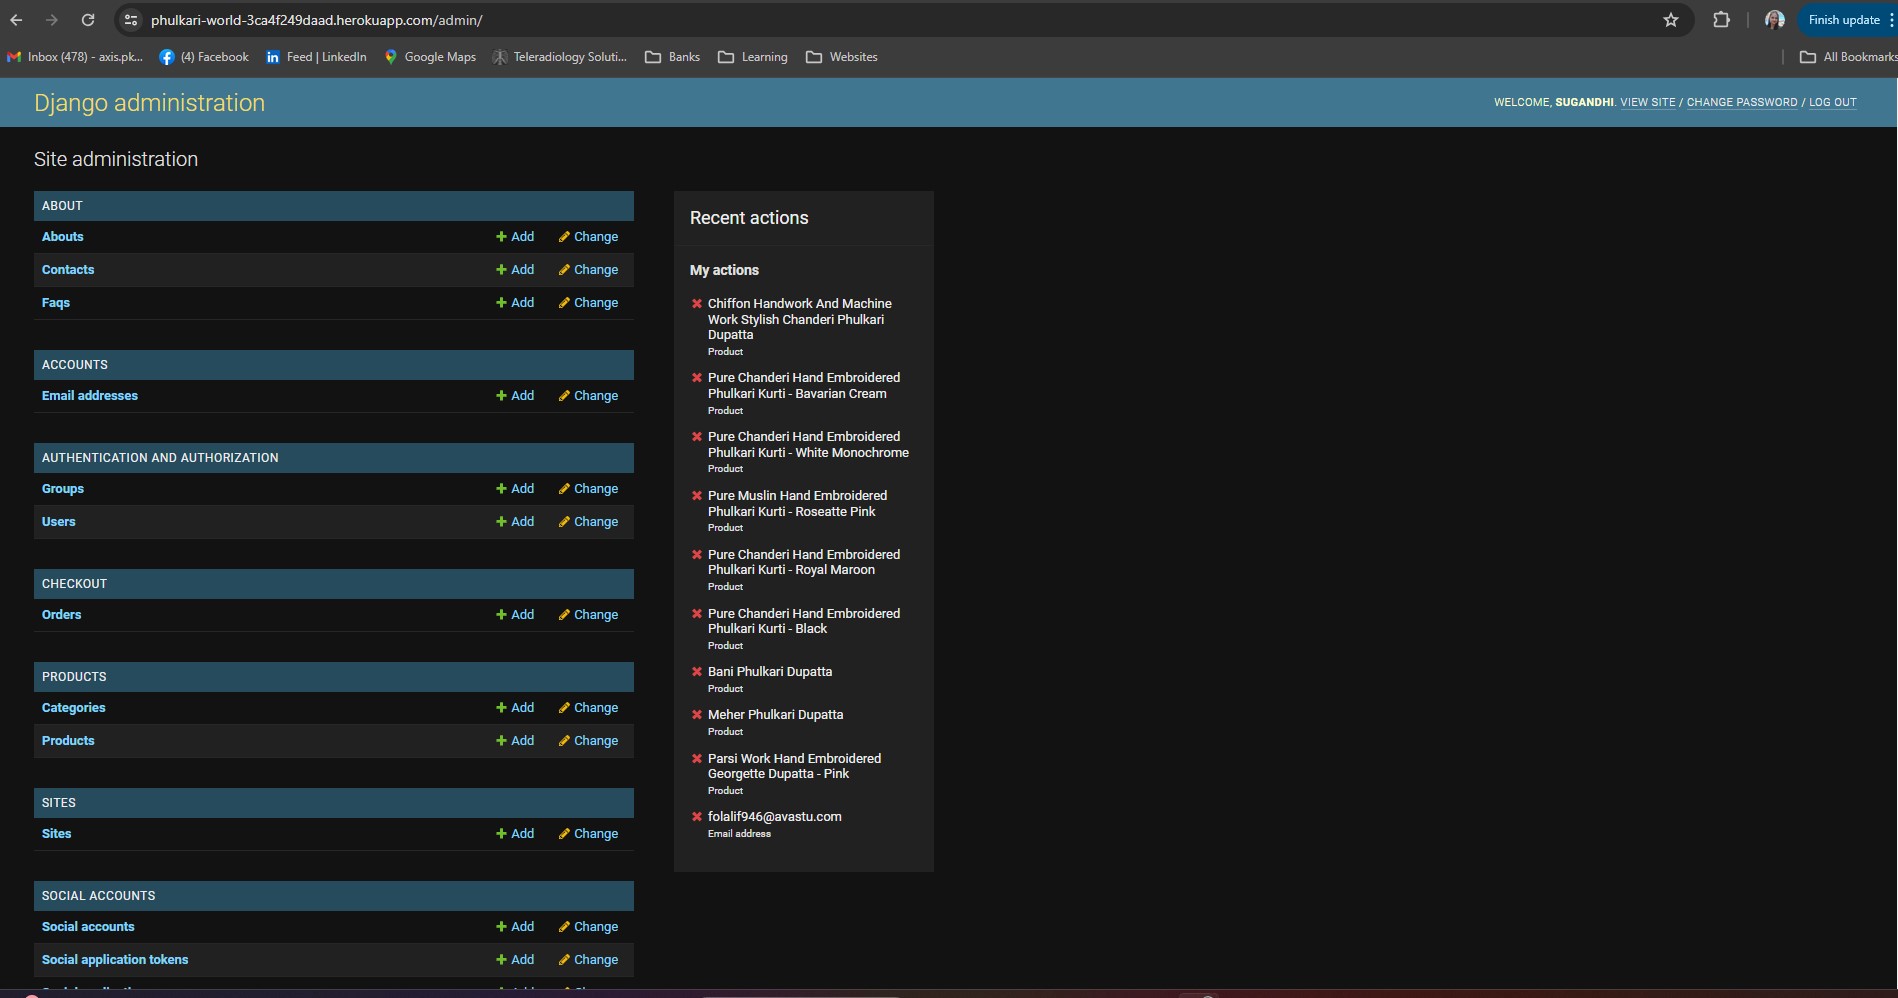 phulkari-world-3ca4f249daad.herokuapp.com/admin/
Finish update
Inbox (478) - axis.pk...
(4) Facebook
Feed | LinkedIn
Google Maps
Teleradiology Soluti...
Banks
Learning
Websites
All Bookmarks
Django administration
WELCOME, SUGANDHI. VIEW SITE / CHANGE PASSWORD / LOG OUT
Site administration
ABOUT
Abouts Add Change
Contacts Add Change
Faqs Add Change
ACCOUNTS
Email addresses Add Change
AUTHENTICATION AND AUTHORIZATION
Groups Add Change
Users Add Change
CHECKOUT
Orders Add Change
PRODUCTS
Categories Add Change
Products Add Change
SITES
Sites Add Change
SOCIAL ACCOUNTS
Social accounts Add Change
Social application tokens Add Change
Recent actions
My actions
Chiffon Handwork And Machine
Work Stylish Chanderi Phulkari
Dupatta
Product
Pure Chanderi Hand Embroidered
Phulkari Kurti - Bavarian Cream
Product
Pure Chanderi Hand Embroidered
Phulkari Kurti - White Monochrome
Product
Pure Muslin Hand Embroidered
Phulkari Kurti - Roseatte Pink
Product
Pure Chanderi Hand Embroidered
Phulkari Kurti - Royal Maroon
Product
Pure Chanderi Hand Embroidered
Phulkari Kurti - Black
Product
Bani Phulkari Dupatta
Product
Meher Phulkari Dupatta
Product
Parsi Work Hand Embroidered
Georgette Dupatta - Pink
Product
folalif946@avastu.com
Email address